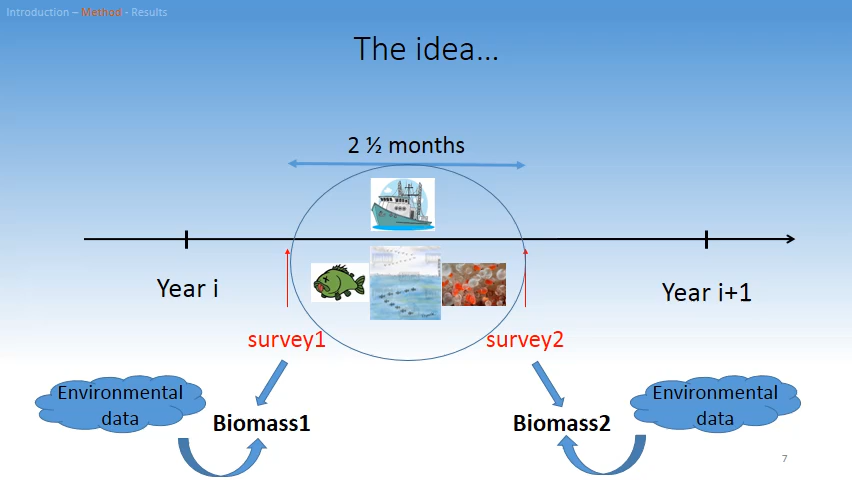 Introduction – Method - Results
The idea…
2 ½ months
Year i
Year i+1
survey1
survey2
Environmental
data
Biomass1
Biomass2
Environmental
data
7